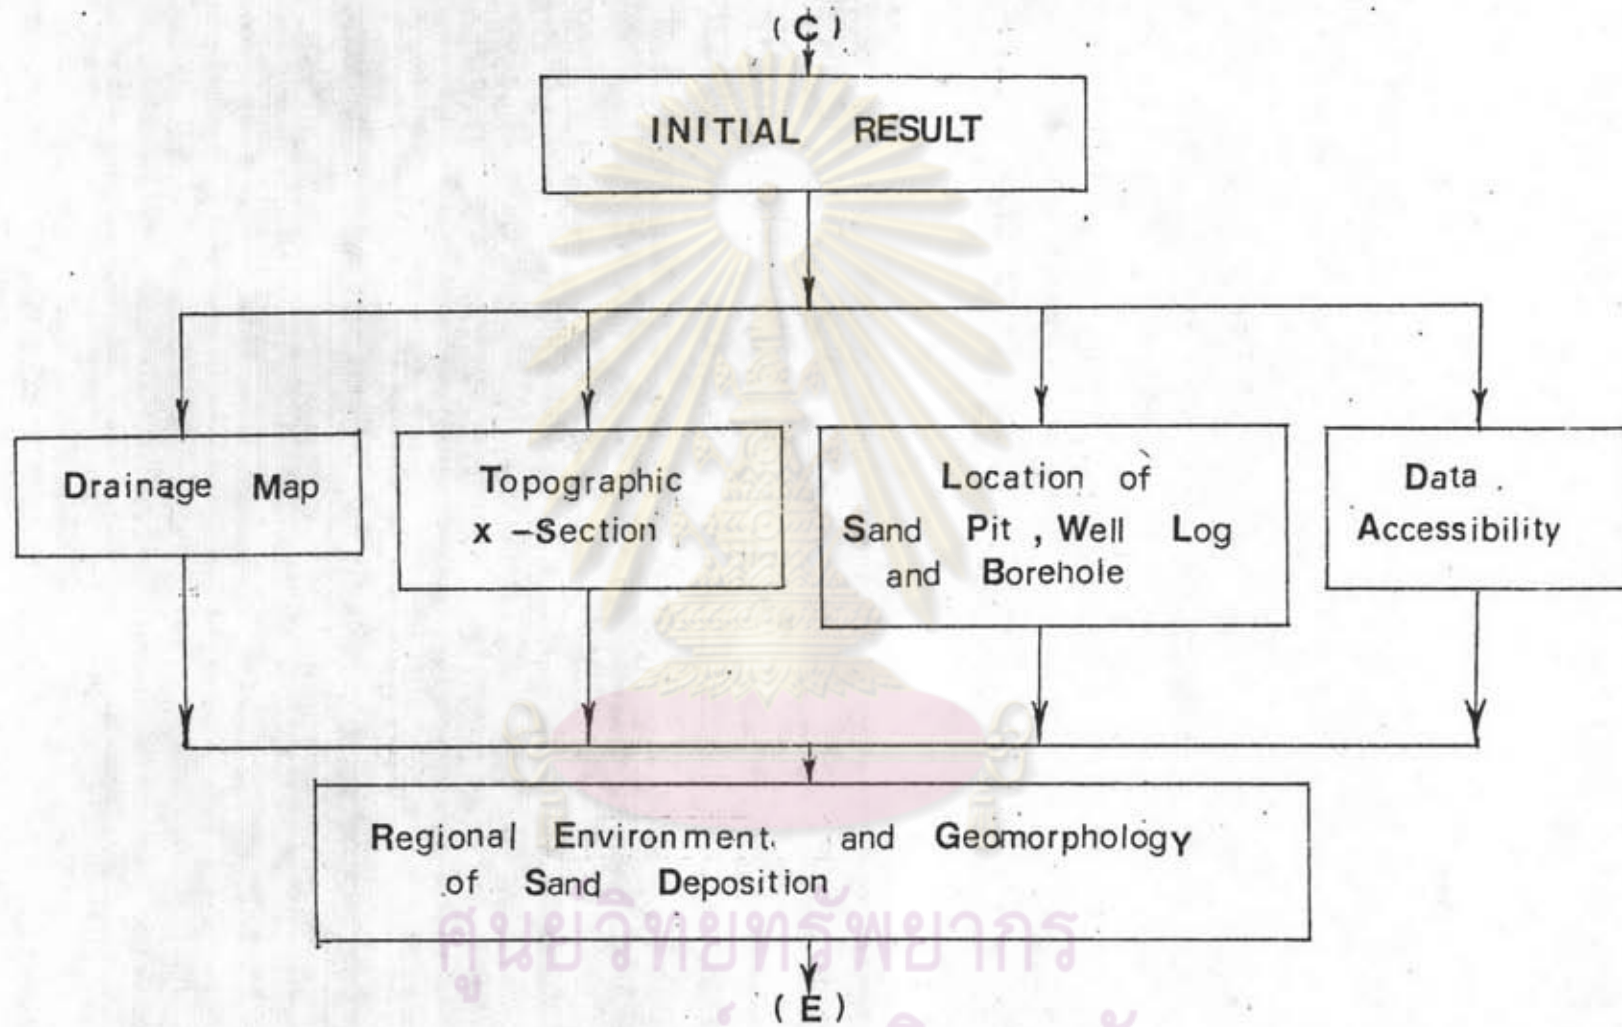 (C)
INITIAL RESULT
Drainage Map
Topographic
x-Section
Location of
Sand Pit, Well Log
and Borehole
Data
Accessibility
Regional Environment. and Geomorphology
of Sand Deposition
ศูนย์วิทยทรัพยากร
(E)